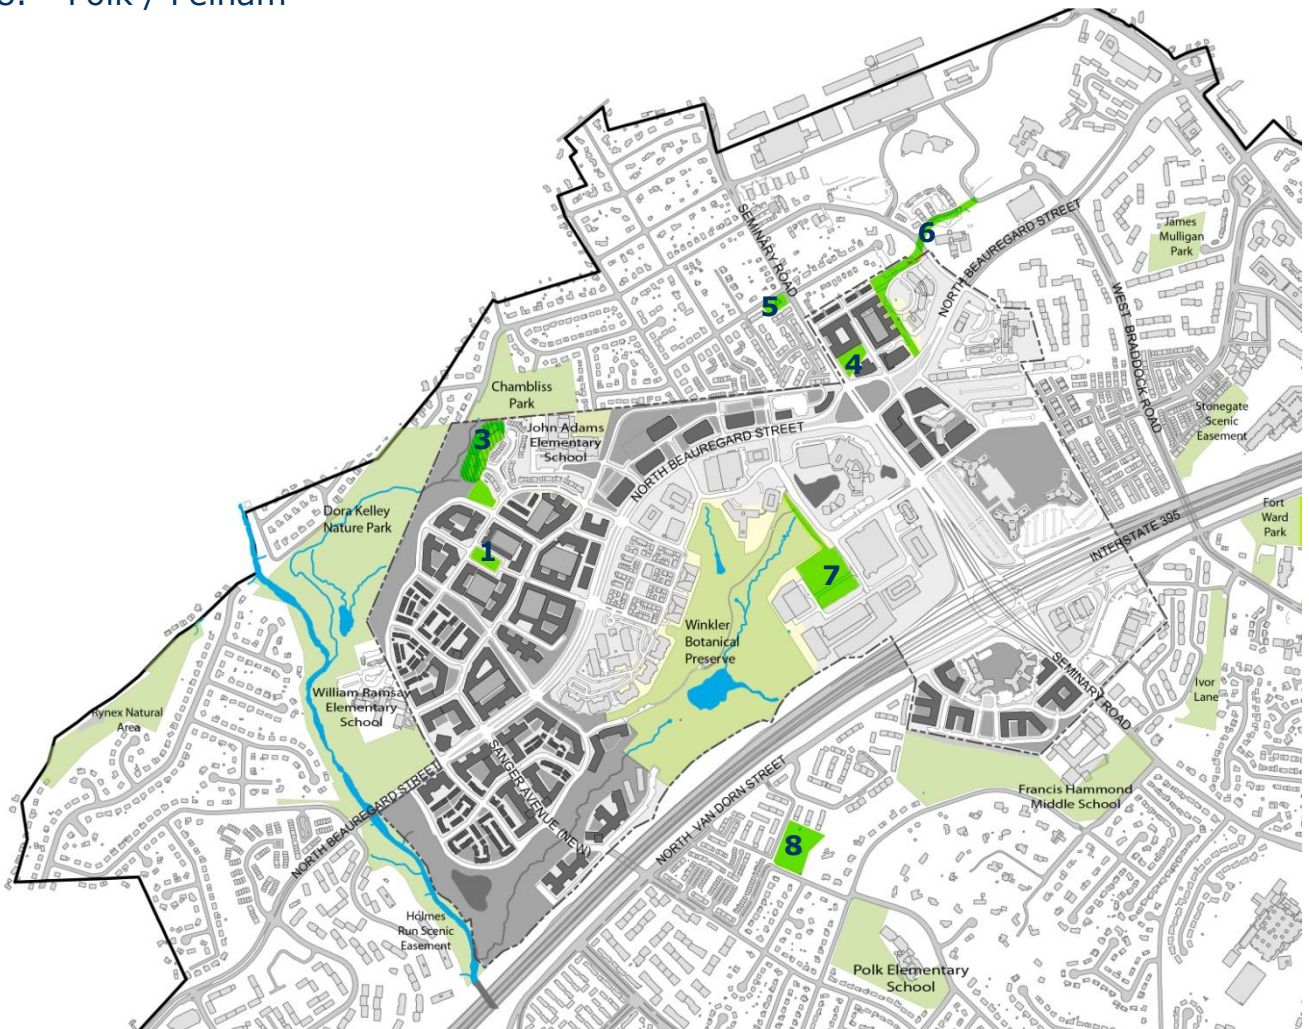 8. Polk / Pelham
6
James
Mulligan
Park
SEMINARY ROAD
NORTH BEAUREGARD STREET
5
WEST BRADDOCK ROAD
4
Chambliss
Park
Stonegate
Scenic
Easement
3
John Adams
Elementary
School
NORTH BEAUREGARD STREET
Dora Kelley
Nature Park
Fort
Ward
Park
INTERSTATE 395
1
7
Winkler
Botanical
Preserve
William Ramsay
Elementary
School
SEMINARY ROAD
Ivor
Lane
Rynex Natural
Area
SANGER AVENUE (NEW)
NORTH BEAUREGARD STREET
NORTH VAN DORN STREET
Francis Hammond
Middle School
8
Holmes
Run Scenic
Easement
Polk Elementary
School